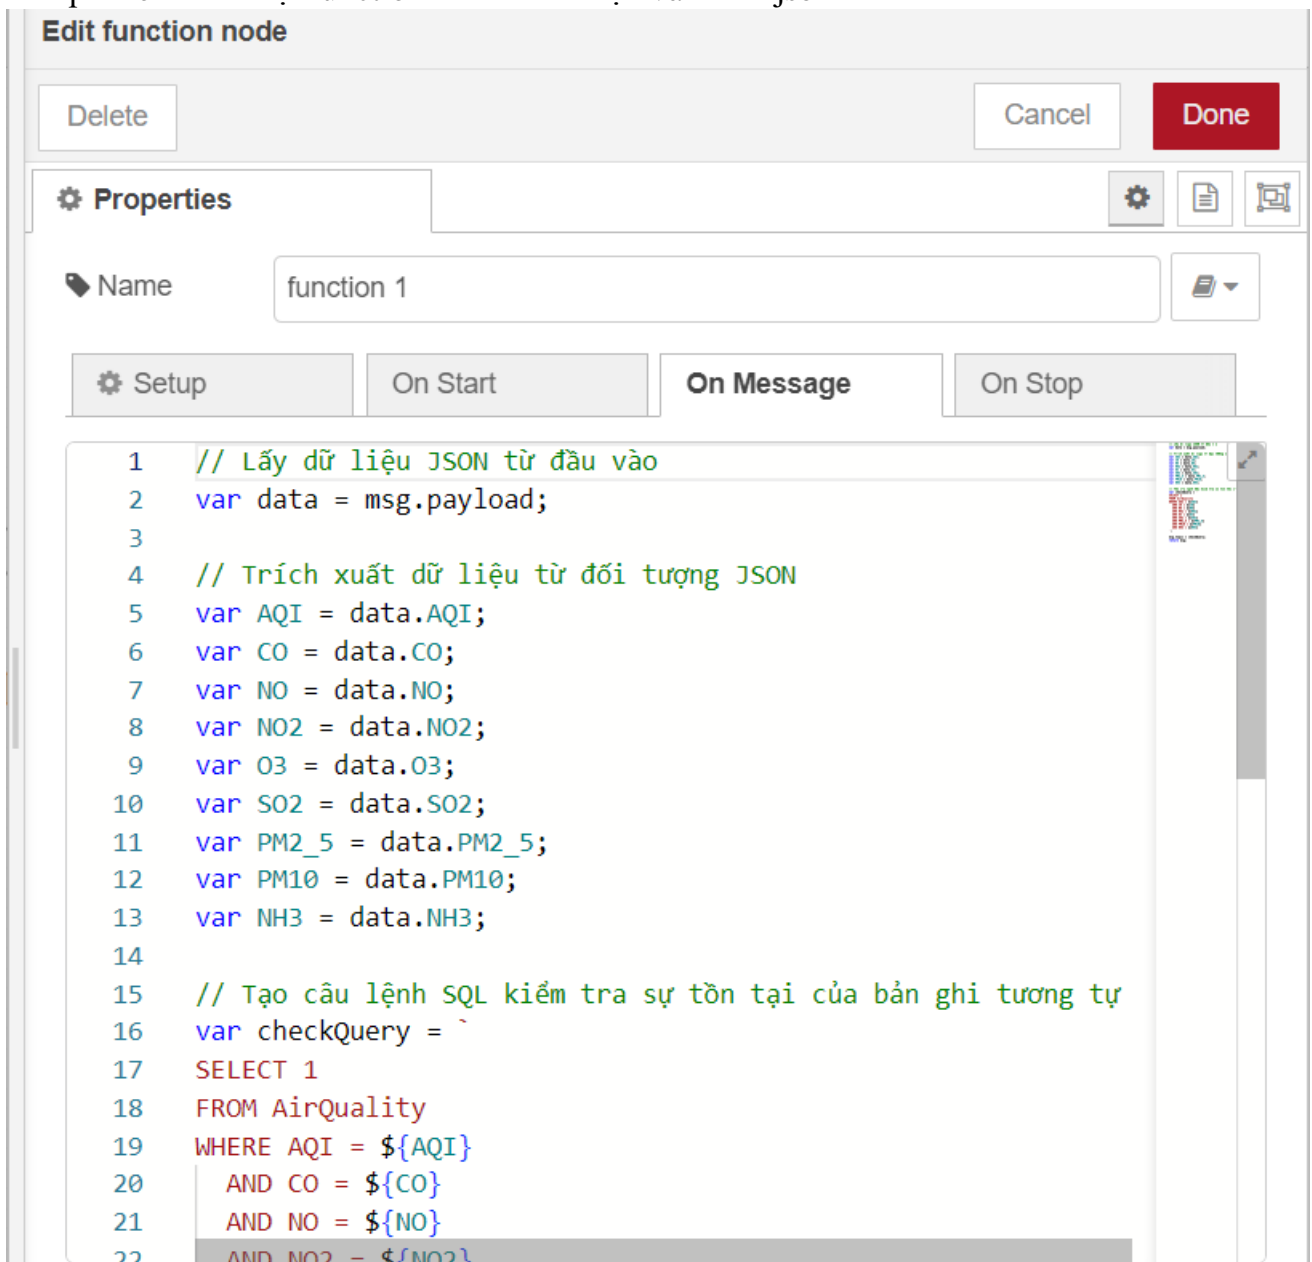 Edit function node
Delete
Cancel
Done
Properties
Name
function 1
Setup
On Start
On Message
On Stop
1 // Lấy dữ liệu JSON từ đầu vào
2 var data = msg.payload;
3
4 // Trích xuất dữ liệu từ đối tượng JSON
5 var AQI = data.AQI;
6 var CO = data.CO;
7 var NO = data.NO;
8 var NO2 = data.NO2;
9 var O3 = data.O3;
10 var SO2 = data.SO2;
11 var PM2_5 = data.PM2_5;
12 var PM10 = data.PM10;
13 var NH3 = data.NH3;
14
15 // Tạo câu lệnh SQL kiểm tra sự tồn tại của bản ghi tương tự
16 var checkQuery = `
17 SELECT 1
18 FROM AirQuality
19 WHERE AQI = ${AQI}
20 AND CO = ${CO}
21 AND NO = ${NO}
22 AND NO2 = ${NO2}